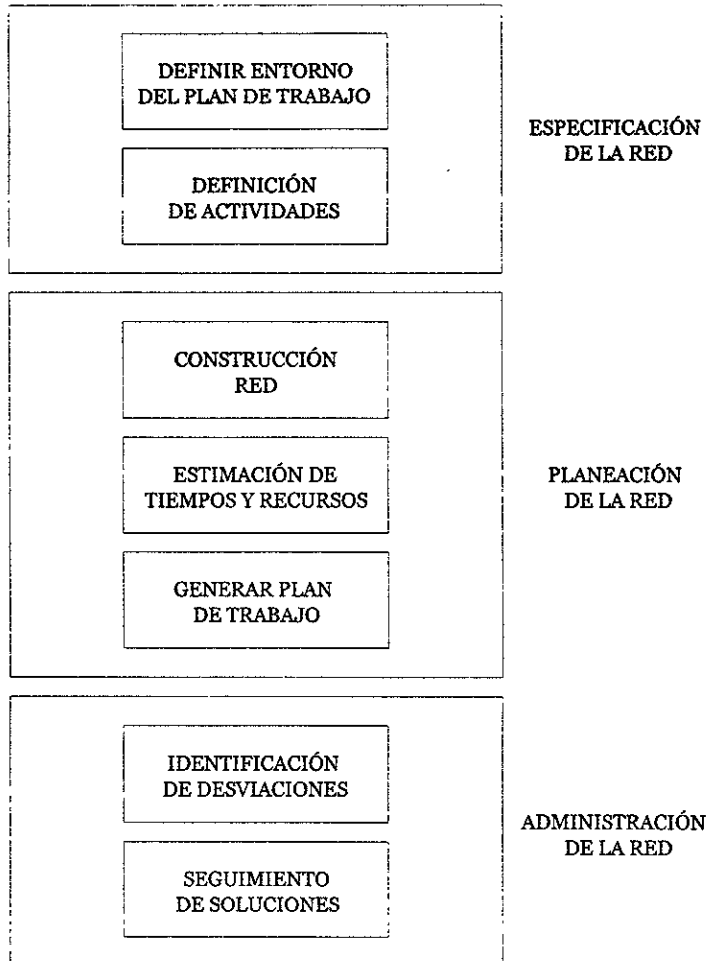 DEFINIR ENTORNO
DEL PLAN DE TRABAJO
DEFINICIÓN
DE ACTIVIDADES
ESPECIFICACIÓN
DE LA RED
CONSTRUCCIÓN
RED
ESTIMACIÓN DE
TIEMPOS Y RECURSOS
GENERAR PLAN
DE TRABAJO
PLANEACIÓN
DE LA RED
IDENTIFICACIÓN
DE DESVIACIONES
SEGUIMIENTO
DE SOLUCIONES
ADMINISTRACIÓN
DE LA RED